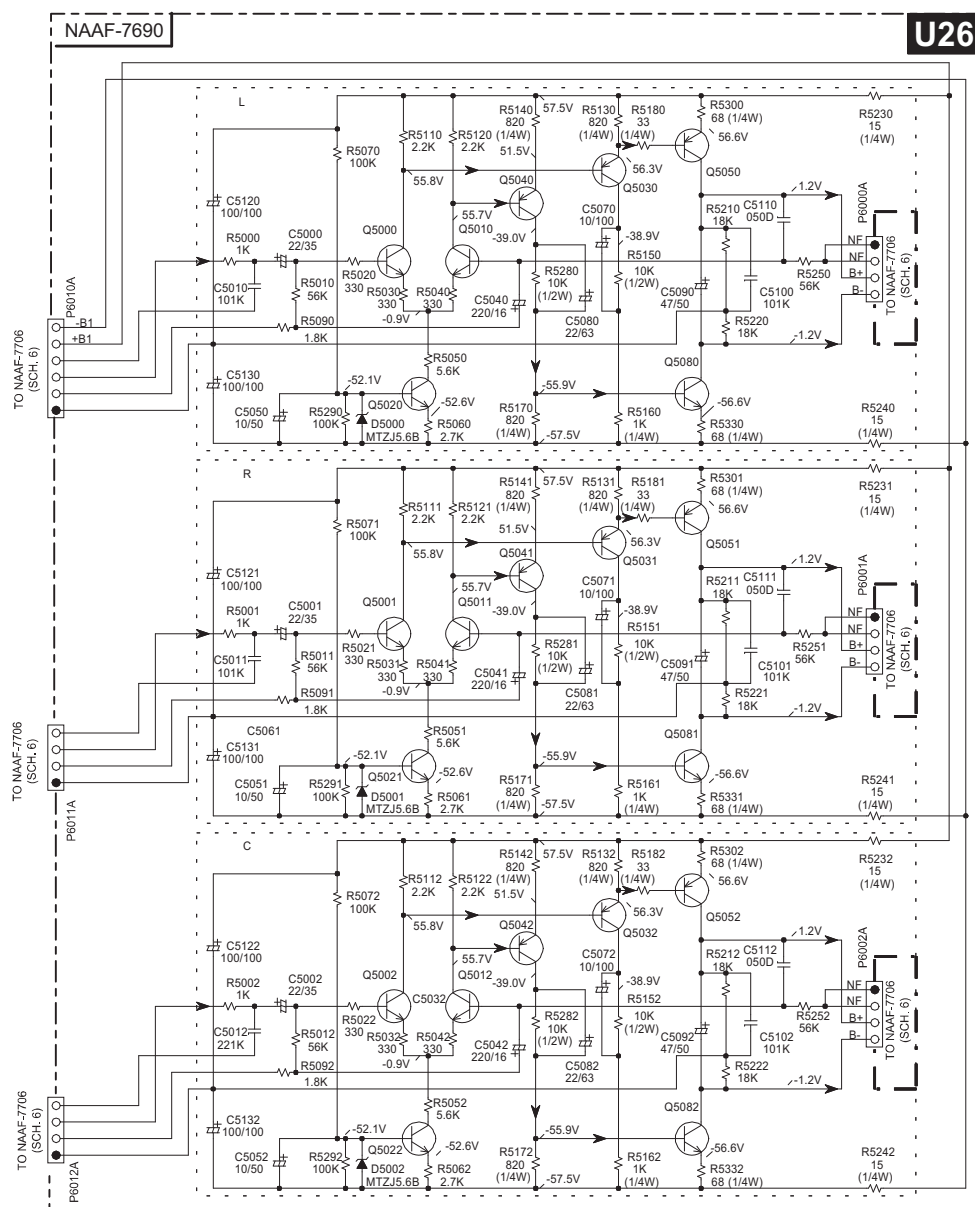 NAAF-7690
U26
L
R5140
820
(1/4W)
57.5V
R5130
820
(1/4W)
R5180
33
(1/4W)
R5300
68 (1/4W)
R5230
15
(1/4W)
R5110
2.2K
R5120
2.2K
R5070
100K
51.5V
56.6V
56.3V
Q5050
55.8V
Q5040
Q5030
1.2V
P6000A
C5120
100/100
C5070
10/100
R5210
18K
C5110
050D
55.7V
-39.0V
-38.9V
R5000
1K
C5000
22/35
Q5000
Q5010
R5150
10K
(1/2W)
NF
NF
B+
B-
TO NAAF-7706
(SCH. 6)
P6010A
C5010
101K
R5010
56K
R5020
330
R5030
330
R5040
330
R5280
10K
(1/2W)
C5090
47/50
C5100
101K
R5250
56K
-B1
+B1
R5090
1.8K
-0.9V
C5040
220/16
C5080
22/63
R5220
18K
TO NAAF-7706
(SCH. 6)
R5050
5.6K
Q5080
-1.2V
C5130
100/100
-52.1V
-55.9V
C5050
10/50
R5290
100K
Q5020
D5000
MTZJ5.6B
-52.6V
R5060
2.7K
R5170
820
(1/4W)
-57.5V
R5160
1K
(1/4W)
-56.6V
R5330
68 (1/4W)
R5240
15
(1/4W)
R
R5141
820
(1/4W)
57.5V
R5131
820
(1/4W)
R5181
33
(1/4W)
R5301
68 (1/4W)
R5231
15
(1/4W)
R5111
2.2K
R5121
2.2K
R5071
100K
51.5V
56.6V
56.3V
Q5051
55.8V
Q5041
Q5031
1.2V
P6001A
C5121
100/100
C5071
10/100
R5211
18K
C5111
050D
55.7V
-39.0V
-38.9V
R5001
1K
C5001
22/35
Q5001
Q5011
R5151
10K
(1/2W)
NF
NF
B+
B-
TO NAAF-7706
(SCH. 6)
C5011
101K
R5011
56K
R5021
330
R5031
330
R5041
330
R5281
10K
(1/2W)
C5091
47/50
C5101
101K
R5251
56K
R5091
1.8K
-0.9V
C5041
220/16
C5081
22/63
R5221
18K
TO NAAF-7706
(SCH. 6)
P6011A
C5061
R5051
5.6K
Q5081
-1.2V
C5131
100/100
-52.1V
-55.9V
C5051
10/50
R5291
100K
Q5021
D5001
MTZJ5.6B
-52.6V
R5061
2.7K
R5171
820
(1/4W)
-57.5V
R5161
1K
(1/4W)
-56.6V
R5331
68 (1/4W)
R5241
15
(1/4W)
C
R5142
820
(1/4W)
57.5V
R5132
820
(1/4W)
R5182
33
(1/4W)
R5302
68 (1/4W)
R5232
15
(1/4W)
R5112
2.2K
R5122
2.2K
R5072
100K
51.5V
56.6V
56.3V
Q5052
55.8V
Q5042
Q5032
1.2V
P6002A
C5122
100/100
C5072
10/100
R5212
18K
C5112
050D
55.7V
-39.0V
-38.9V
R5002
1K
C5002
22/35
Q5002
Q5012
C5032
R5152
10K
(1/2W)
NF
NF
B+
B-
TO NAAF-7706
(SCH. 6)
C5012
221K
R5012
56K
R5022
330
R5032
330
R5042
330
R5282
10K
(1/2W)
C5092
47/50
C5102
101K
R5252
56K
R5092
1.8K
-0.9V
C5042
220/16
C5082
22/63
R5222
18K
TO NAAF-7706
(SCH. 6)
P6012A
R5052
5.6K
Q5082
-1.2V
C5132
100/100
-52.1V
-55.9V
C5052
10/50
R5292
100K
Q5022
D5002
MTZJ5.6B
-52.6V
R5062
2.7K
R5172
820
(1/4W)
-57.5V
R5162
1K
(1/4W)
-56.6V
R5332
68 (1/4W)
R5242
15
(1/4W)